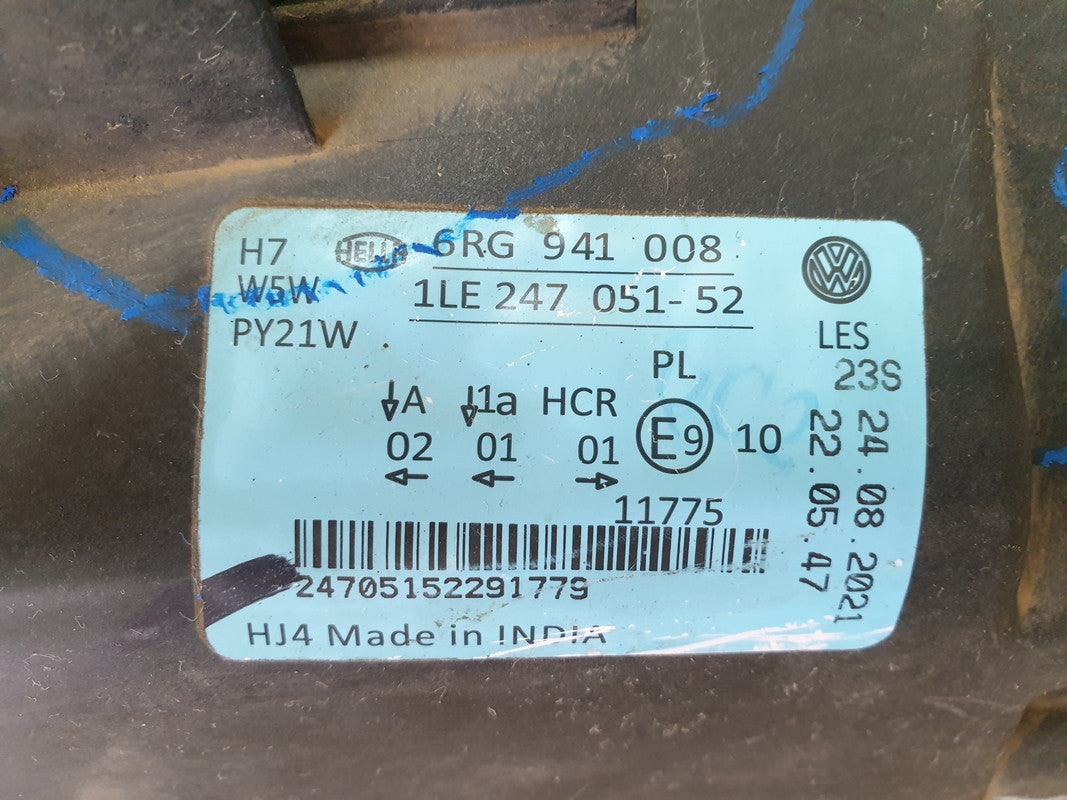 H7 HELLA 6RG 941 008
W5W 1LE 247 051-52
PY21W
LES
23S
PL
↓A ↓1a HCR
02 01 01 E9 10
← ← →
11775
24.08.2021
22.05.47
24705152291779
HJ4 Made in INDIA